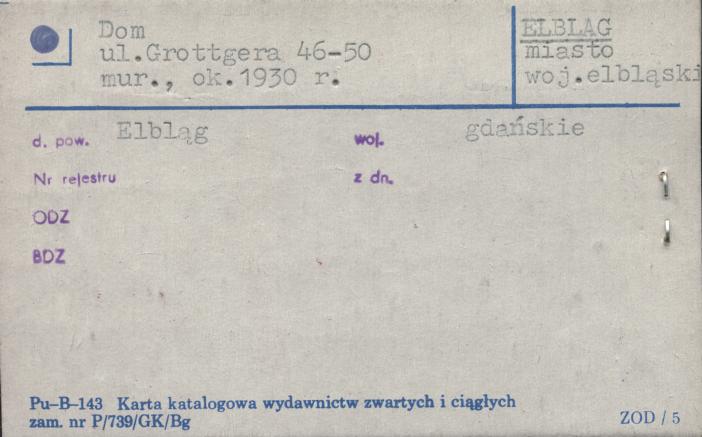 Dom
ul.Grottgera 46-50
mur., ok.1930 r.
ELBLĄG
miasto
woj.elbląski
d. pow. Elbląg woj. gdańskie
Nr rejestru z dn.
ODZ
BDZ
Pu-B-143 Karta katalogowa wydawnictw zwartych i ciągłych
zam. nr P/739/GK/Bg
ZOD / 5